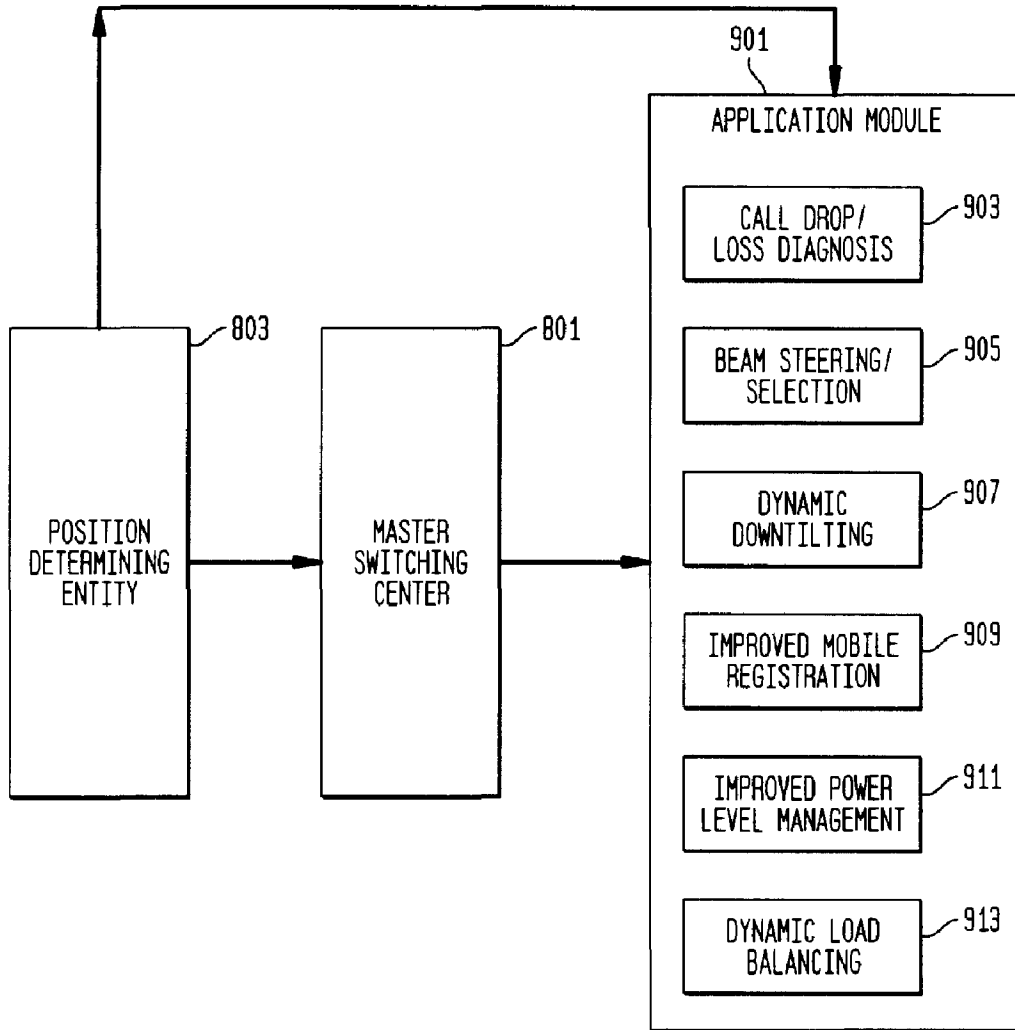 901
APPLICATION MODULE
CALL DROP/
LOSS DIAGNOSIS
903
803
801
BEAM STEERING/
SELECTION
905
POSITION
DETERMINING
ENTITY
MASTER
SWITCHING
CENTER
DYNAMIC
DOWNTILTING
907
IMPROVED MOBILE
REGISTRATION
909
IMPROVED POWER
LEVEL MANAGEMENT
911
DYNAMIC LOAD
BALANCING
913